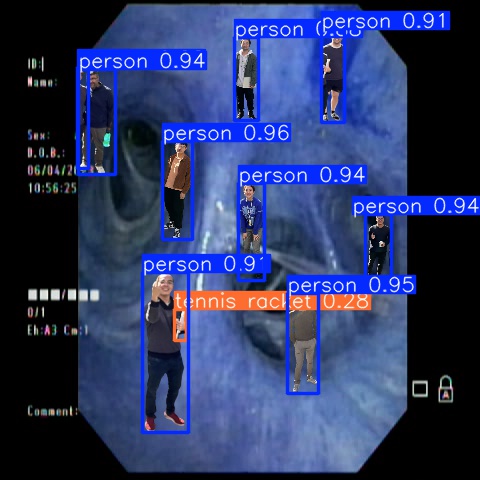 person 0.91
person
person 0.94
ID:
Name:
person 0.96
Sex:
D.O.B.:
06/04/2
10:56:25
person 0.94
person 0.94
person 0.91
person 0.95
tennis racket 0.28
0/1
Eh:A3 Cm:1
Comment: